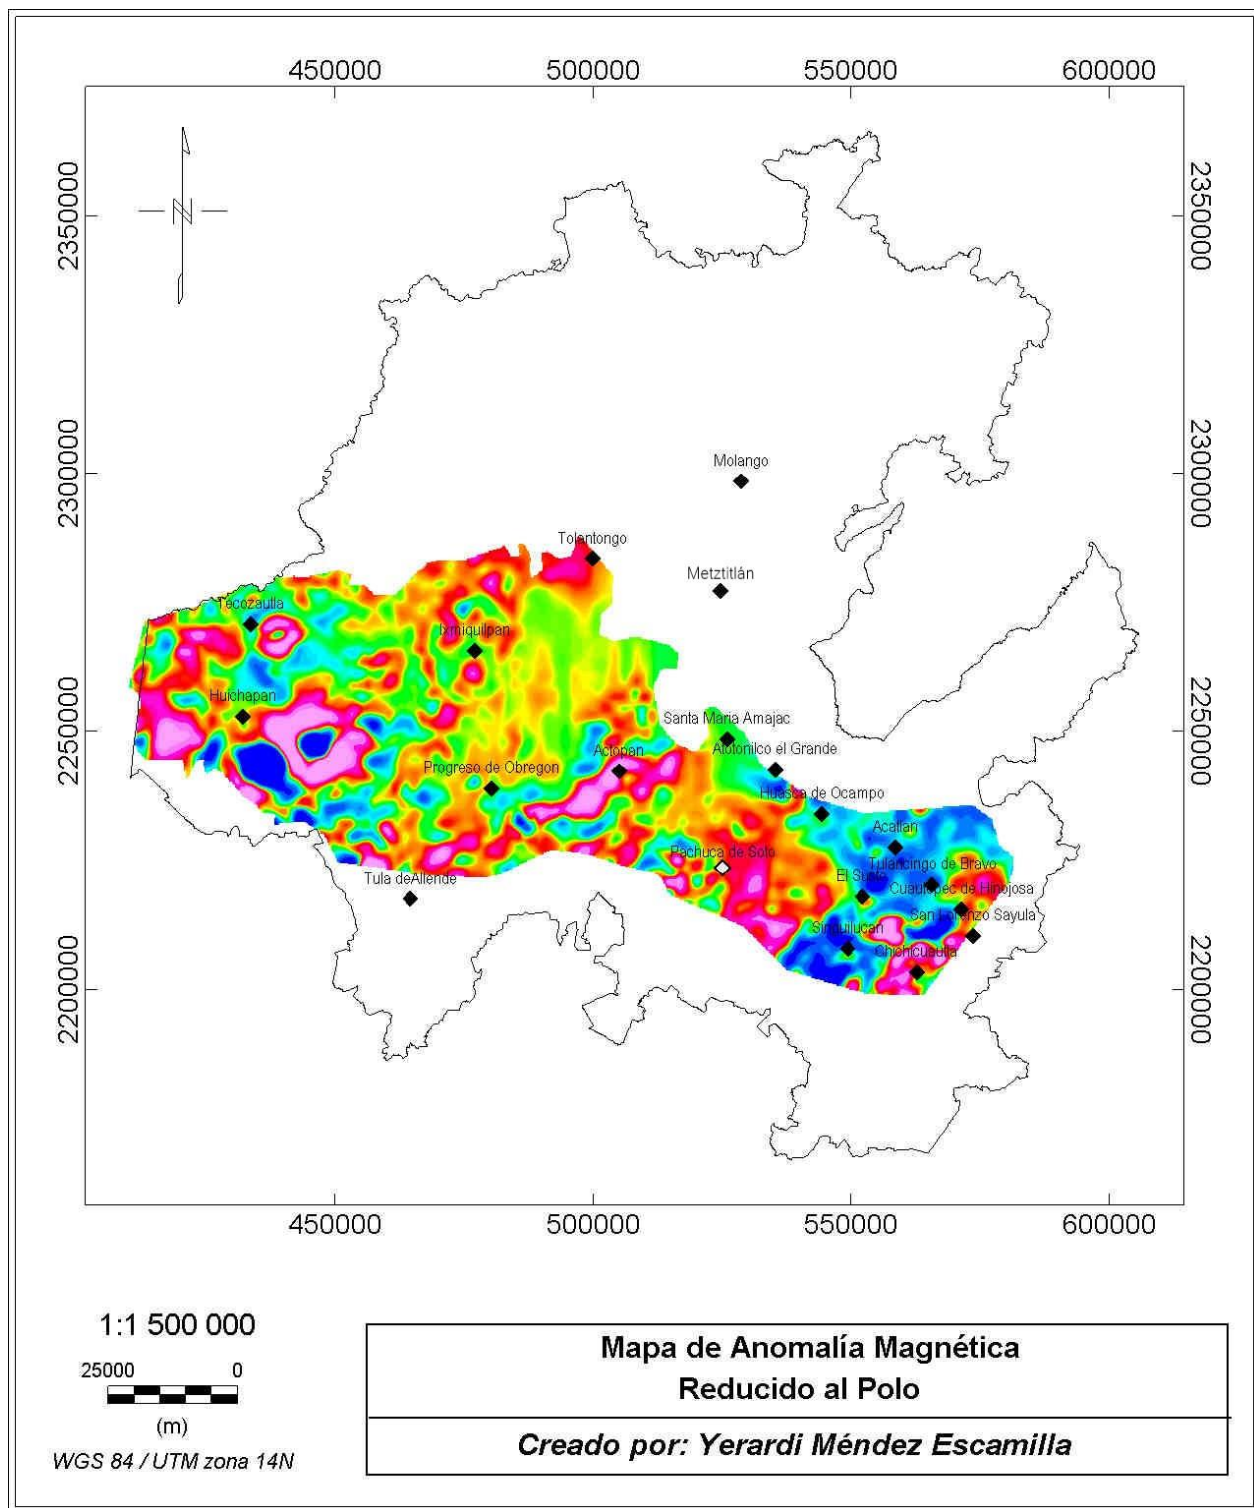 450000 500000 550000 600000
2350000
2350000
N
2300000
2300000
Molango
Tolantongo
Metztitlán
Tecozautla
Ixmiquilpan
Huichapan
2250000
2250000
Santa María Amajac
Atotonilco el Grande
Actopan
Progreso de Obregon
Huasca de Ocampo
Acatlan
Pachuca de Soto
Tulancingo de Bravo
El Susto
Tula deAllende
Cuautepec de Hinojosa
San Lorenzo Sayula
Singuilucan
Chichicuautla
2200000
2200000
450000 500000 550000 600000
1:1 500 000
25000 0
(m)
WGS 84 / UTM zona 14N
Mapa de Anomalía Magnética
Reducido al Polo
Creado por: Yerardi Méndez Escamilla